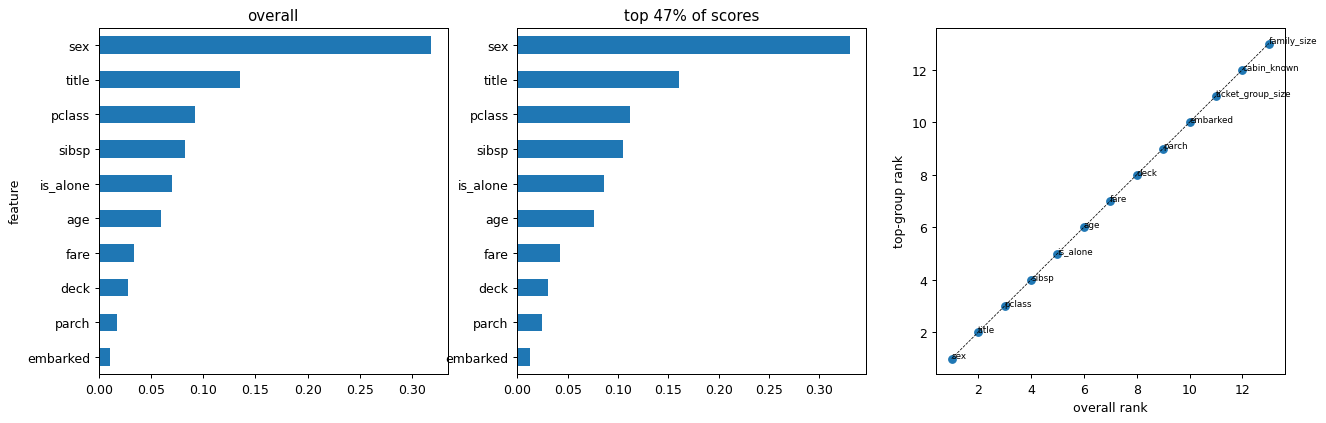 overall
feature
sex
title
pclass
sibsp
is_alone
age
fare
deck
parch
embarked
0.00 0.05 0.10 0.15 0.20 0.25 0.30
top 47% of scores
sex
title
pclass
sibsp
is_alone
age
fare
deck
parch
embarked
0.00 0.05 0.10 0.15 0.20 0.25 0.30
top-group rank
12
10
8
6
4
2
family_size
cabin_known
ticket_group_size
embarked
parch
deck
fare
age
is_alone
sibsp
pclass
title
sex
2 4 6 8 10 12
overall rank